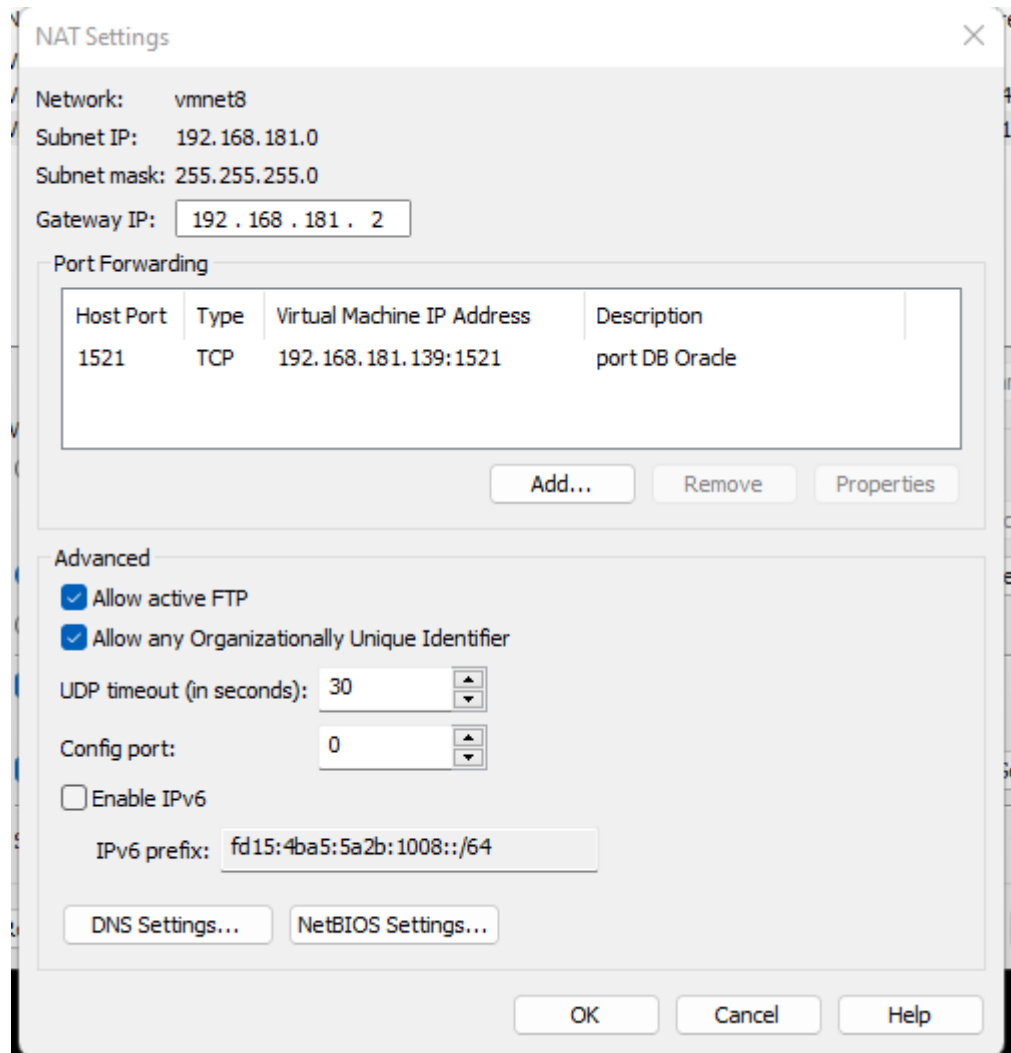 NAT Settings
Network: vmnet8
Subnet IP: 192.168.181.0
Subnet mask: 255.255.255.0
Gateway IP: 192 . 168 . 181 . 2
Port Forwarding
Host Port Type Virtual Machine IP Address Description
1521 TCP 192.168.181.139:1521 port DB Oracle
Add... Remove Properties
Advanced
Allow active FTP
Allow any Organizationally Unique Identifier
UDP timeout (in seconds): 30
Config port: 0
Enable IPv6
IPv6 prefix: fd15:4ba5:5a2b:1008::/64
DNS Settings... NetBIOS Settings...
OK Cancel Help